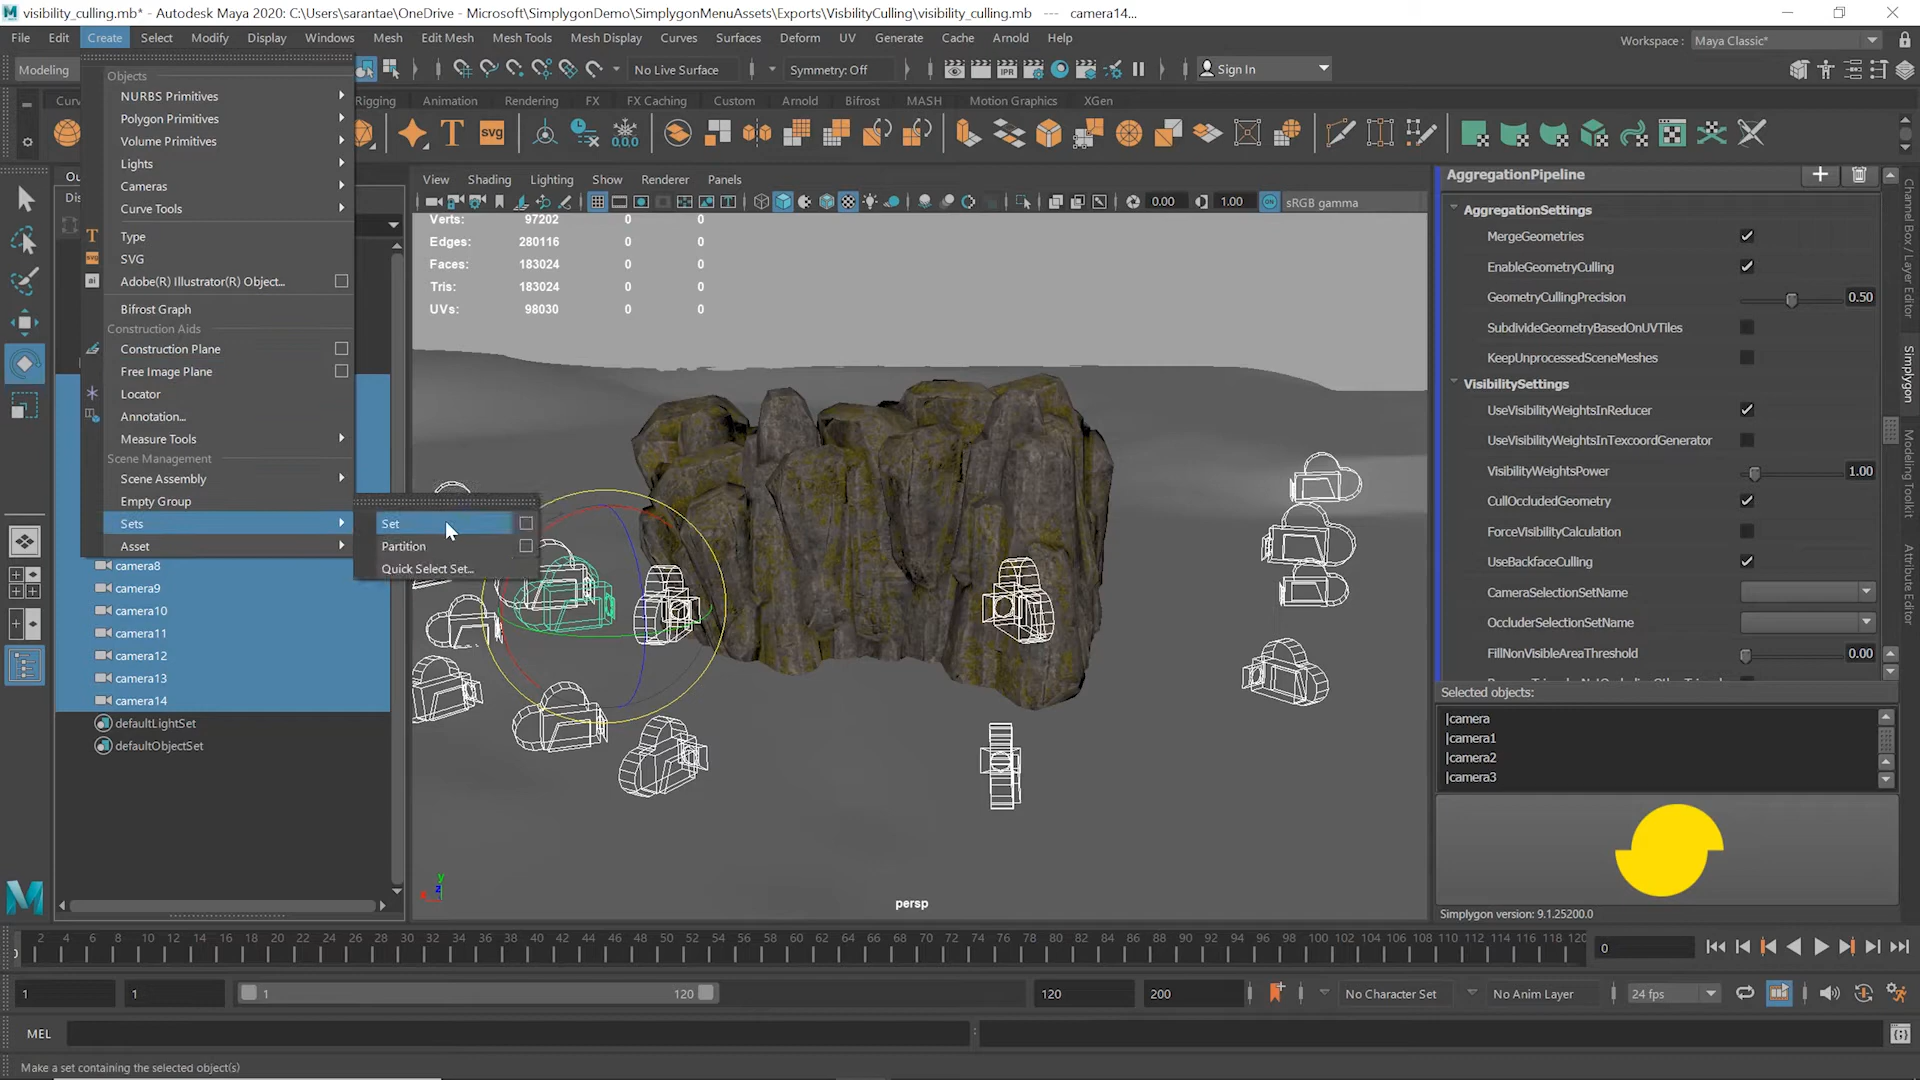 visibility_culling.mb* - Autodesk Maya 2020: C:\Users\sarantae\OneDrive - Microsoft\SimplygonDemo\SimplygonMenuAssets\Exports\VisbilityCulling\visibility_culling.mb --- camera14...
File Edit Create Select Modify Display Windows Mesh Edit Mesh Mesh Tools Mesh Display Curves Surfaces Deform UV Generate Cache Arnold Help
Workspace: Maya Classic*
Modeling
No Live Surface
Symmetry: Off
Sign In
Rigging Animation Rendering FX FX Caching Custom Arnold Bifrost MASH Motion Graphics XGen
Objects
NURBS Primitives
Polygon Primitives
Volume Primitives
Lights
Cameras
Curve Tools
Type
SVG
Adobe(R) Illustrator(R) Object...
Bifrost Graph
Construction Aids
Construction Plane
Free Image Plane
Locator
Annotation...
Measure Tools
Scene Management
Scene Assembly
Empty Group
Sets
Asset
Set
Partition
Quick Select Set...
camera8
camera9
camera10
camera11
camera12
camera13
camera14
defaultLightSet
defaultObjectSet
View Shading Lighting Show Renderer Panels
0.00 1.00 sRGB gamma
Verts: 97202 0 0
Edges: 280116 0 0
Faces: 183024 0 0
Tris: 183024 0 0
UVs: 98030 0 0
persp
AggregationPipeline
AggregationSettings
MergeGeometries
EnableGeometryCulling
GeometryCullingPrecision 0.50
SubdivideGeometryBasedOnUVTiles
KeepUnprocessedSceneMeshes
VisibilitySettings
UseVisibilityWeightsInReducer
UseVisibilityWeightsInTexcoordGenerator
VisibilityWeightsPower 1.00
CullOccludedGeometry
ForceVisibilityCalculation
UseBackfaceCulling
CameraSelectionSetName
OccluderSelectionSetName
FillNonVisibleAreaThreshold 0.00
Selected objects:
|camera
|camera1
|camera2
|camera3
Simplygon version: 9.1.25200.0
Channel Box / Layer Editor
Simplygon
Modeling Toolkit
Attribute Editor
2 4 6 8 10 12 14 16 18 20 22 24 26 28 30 32 34 36 38 40 42 44 46 48 50 52 54 56 58 60 62 64 66 68 70 72 74 76 78 80 82 84 86 88 90 92 94 96 98 100 102 104 106 108 110 112 114 116 118 120
0
1 1 1 120 120 200 No Character Set No Anim Layer 24 fps
MEL
Make a set containing the selected object(s)